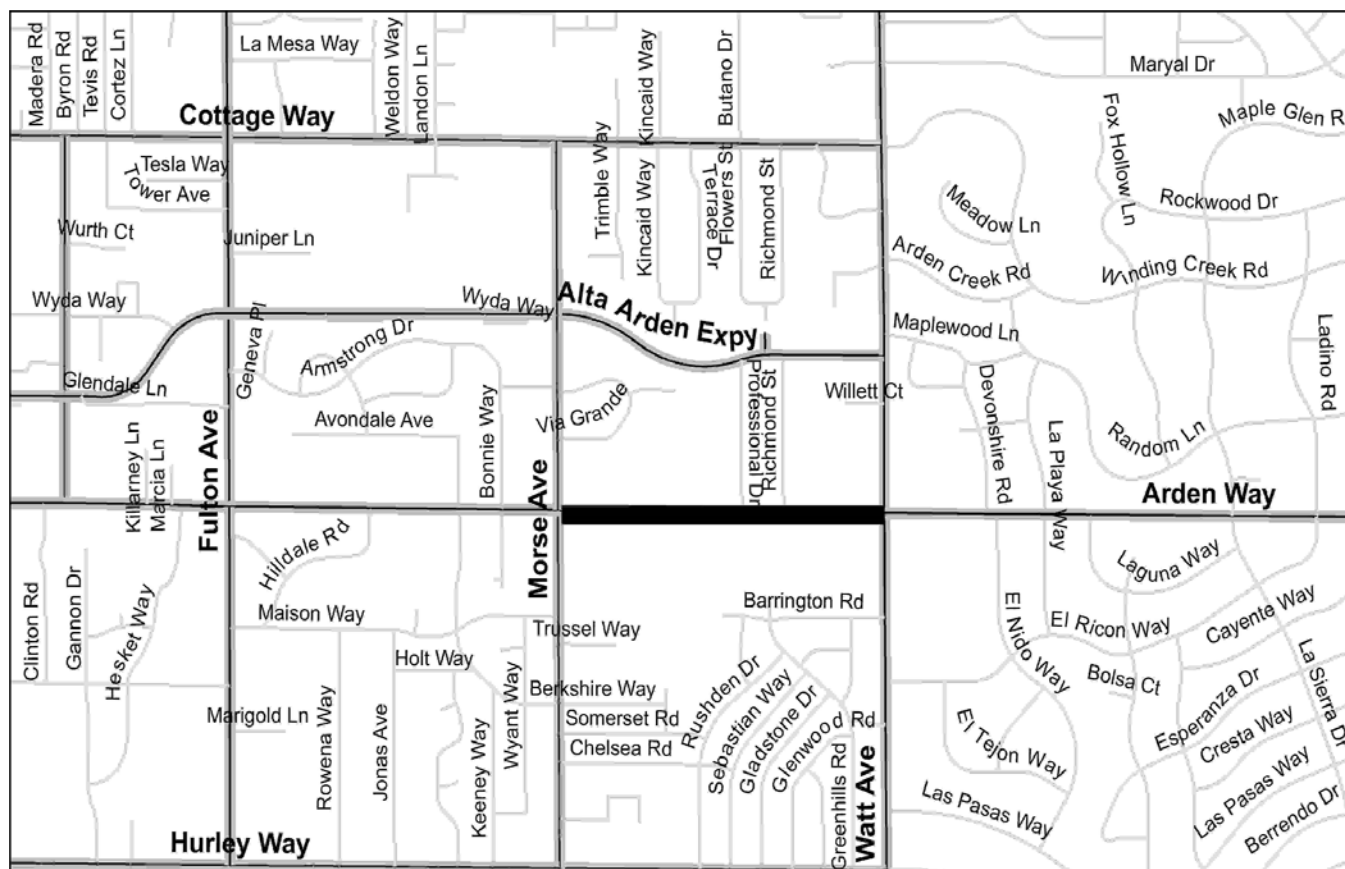 La Mesa Way
Madera Rd
Byron Rd
Tevis Rd
Cortez Ln
Weldon Way
Landon Ln
Kincaid Way
Butano Dr
Maryal Dr
Cottage Way
Fox Hollow Ln
Maple Glen R
Tesla Way
Tower Ave
Trimble Way
Kincaid Way
Terrace Dr
Flowers St
Richmond St
Meadow Ln
Rockwood Dr
Wurth Ct
Juniper Ln
Arden Creek Rd
Winding Creek Rd
Wyda Way
Wyda Way
Alta Arden Expy
Maplewood Ln
Ladino Rd
Geneva Pl
Armstrong Dr
Glendale Ln
Willett Ct
Avondale Ave
Bonnie Way
Via Grande
Professional Dr
Richmond St
Devonshire Rd
La Playa Way
Random Ln
Killarney Ln
Marcia Ln
Fulton Ave
Morse Ave
Arden Way
Hilldale Rd
Laguna Way
Clinton Rd
Gannon Dr
Hesket Way
Maison Way
Trussel Way
Barrington Rd
El Nido Way
El Ricon Way
Cayente Way
Holt Way
Wyant Way
Berkshire Way
Rushden Dr
Sebastian Way
Gladstone Dr
Glenwood Rd
Bolsa Ct
La Sierra Dr
Marigold Ln
Rowena Way
Jonas Ave
Keeney Way
Somerset Rd
Chelsea Rd
Greenhills Rd
Watt Ave
El Tejon Way
Esperanza Dr
Cresta Way
Las Pasas Way
Las Pasas Way
Berrendo Dr
Hurley Way